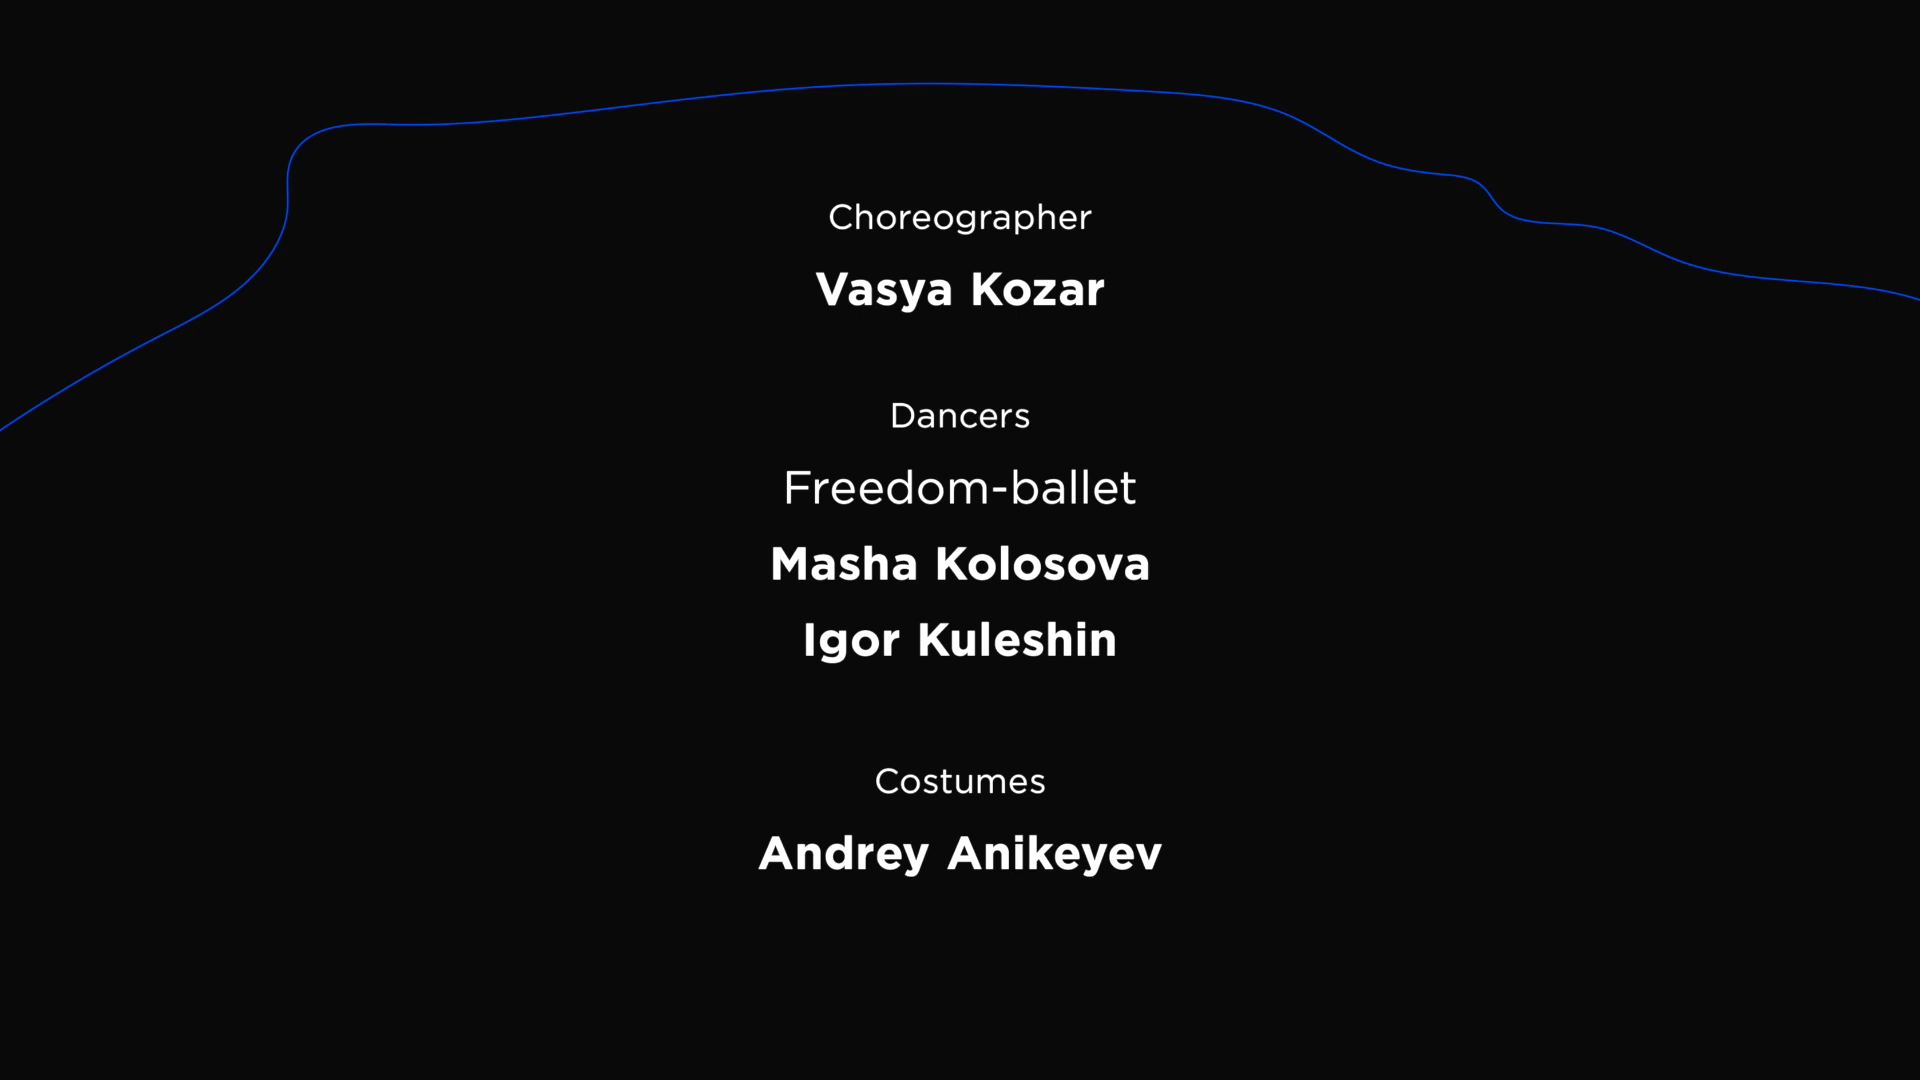 Choreographer
Vasya Kozar
Dancers
Freedom-ballet
Masha Kolosova
Igor Kuleshin
Costumes
Andrey Anikeyev